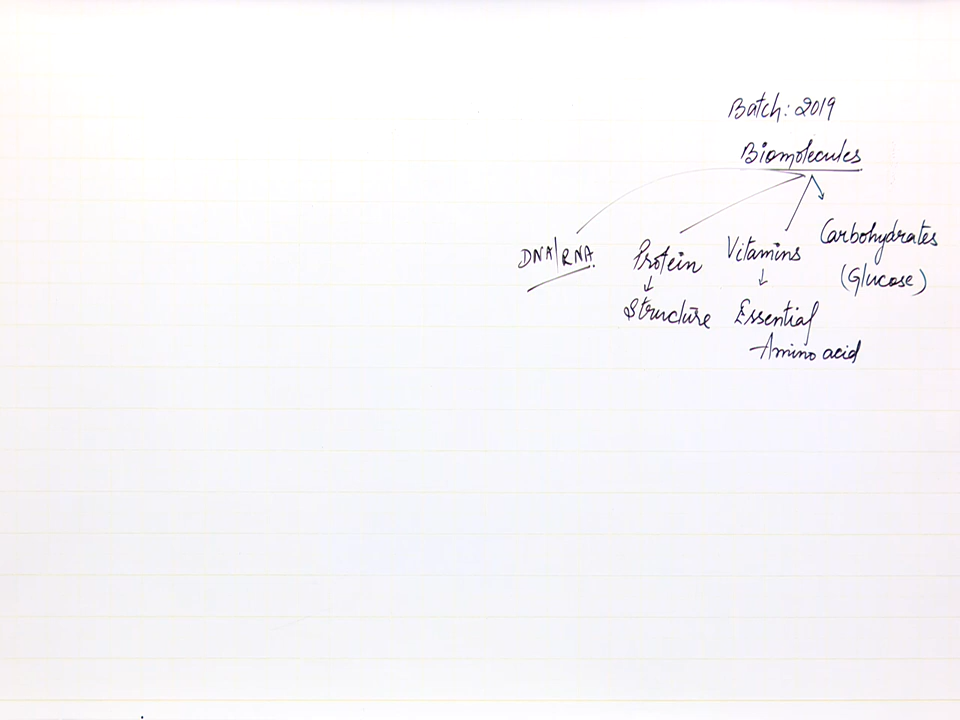 Batch: 2019
Biomolecules
DNA/RNA. Protein Vitamins Carbohydrates
(Glucose)
Structure Essential
Amino acid